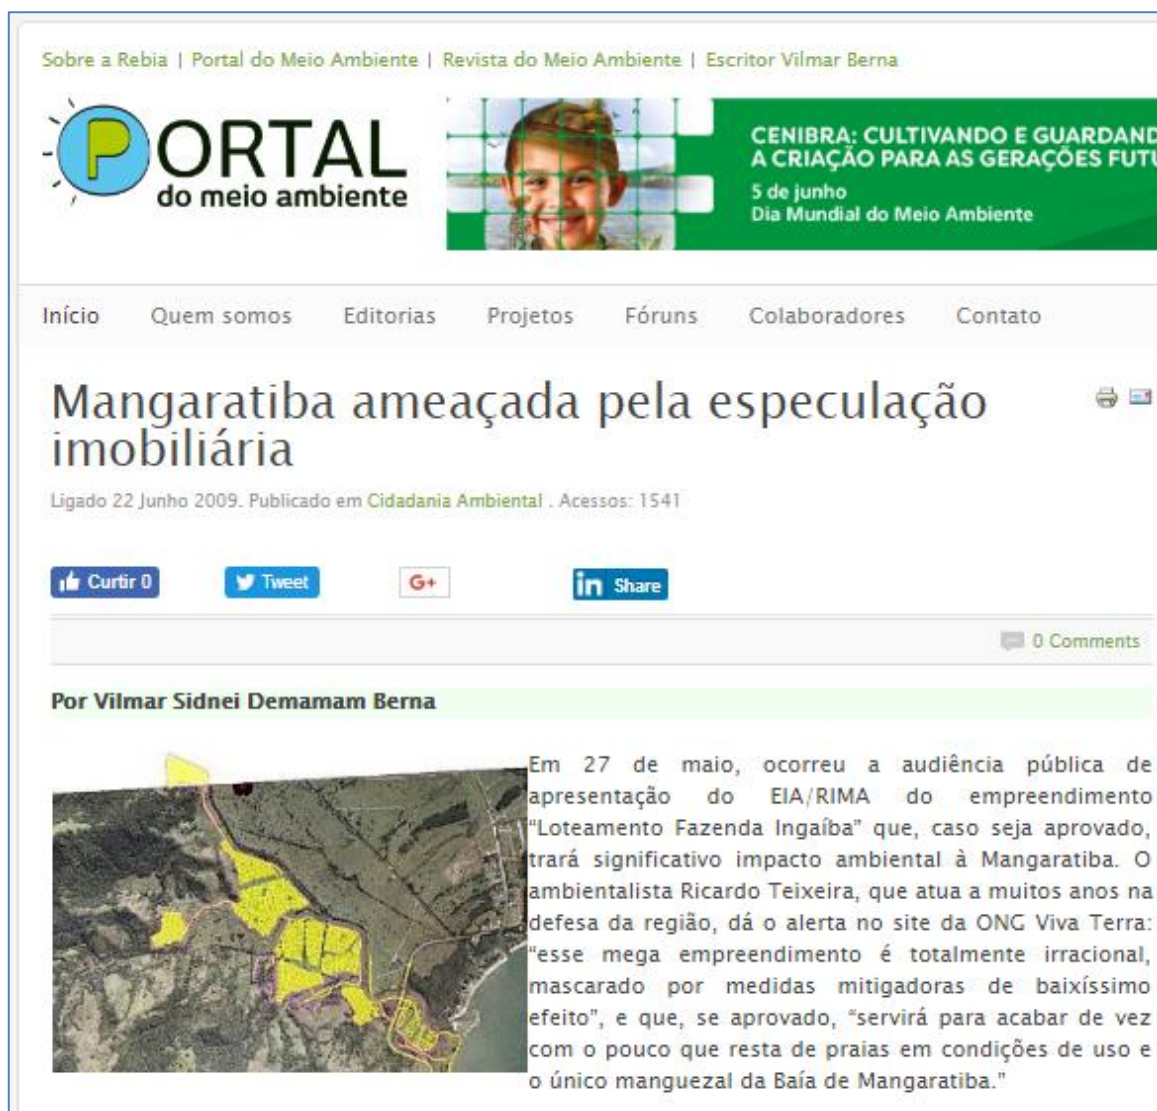 Sobre a Rebia | Portal do Meio Ambiente | Revista do Meio Ambiente | Escritor Vilmar Berna
PORTAL
do meio ambiente
CENIBRA: CULTIVANDO E GUARDAND
A CRIAÇÃO PARA AS GERAÇÕES FUTU
5 de junho
Dia Mundial do Meio Ambiente
Início Quem somos Editorias Projetos Fóruns Colaboradores Contato
Mangaratiba ameaçada pela especulação
imobiliária
Ligado 22 Junho 2009. Publicado em Cidadania Ambiental . Acessos: 1541
Curtir 0 Tweet G+ in Share
0 Comments
Por Vilmar Sidnei Demamam Berna
Em 27 de maio, ocorreu a audiência pública de
apresentação do EIA/RIMA do empreendimento
“Loteamento Fazenda Ingaíba” que, caso seja aprovado,
trará significativo impacto ambiental à Mangaratiba. O
ambientalista Ricardo Teixeira, que atua a muitos anos na
defesa da região, dá o alerta no site da ONG Viva Terra:
“esse mega empreendimento é totalmente irracional,
mascarado por medidas mitigadoras de baixíssimo
efeito”, e que, se aprovado, “servirá para acabar de vez
com o pouco que resta de praias em condições de uso e
o único manguezal da Baía de Mangaratiba.”